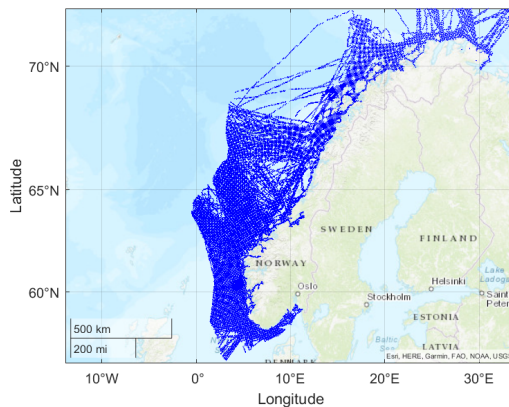 70°N
65°N
60°N
Latitude
SWEDEN
FINLAND
NORWAY
Oslo
Helsinki
Lake
Stockholm
Saint
Peter
ESTONIA
500 km
200 mi
Baltic
LATVIA
Esri, HERE, Garmin, FAO, NOAA, USGS
10°W
0°
10°E
20°E
30°E
Longitude